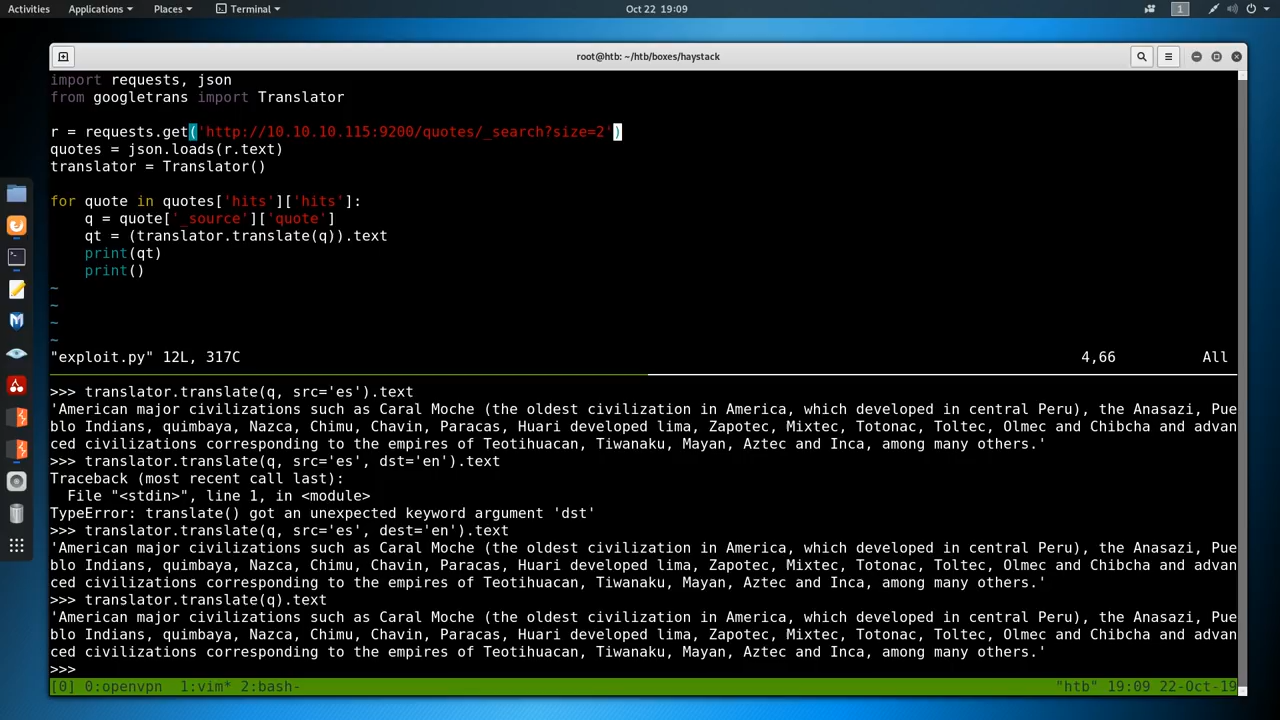 Activities Applications Places Terminal Oct 22 19:09 1
root@htb: ~/htb/boxes/haystack
import requests, json
from googletrans import Translator
r = requests.get('http://10.10.10.115:9200/quotes/_search?size=2')
quotes = json.loads(r.text)
translator = Translator()
for quote in quotes['hits']['hits']:
    q = quote['_source']['quote']
    qt = (translator.translate(q)).text
    print(qt)
    print()
~
~
~
~
"exploit.py" 12L, 317C 4,66 All
>>> translator.translate(q, src='es').text
'American major civilizations such as Caral Moche (the oldest civilization in America, which developed in central Peru), the Anasazi, Pue
blo Indians, quimbaya, Nazca, Chimu, Chavin, Paracas, Huari developed lima, Zapotec, Mixtec, Totonac, Toltec, Olmec and Chibcha and advan
ced civilizations corresponding to the empires of Teotihuacan, Tiwanaku, Mayan, Aztec and Inca, among many others.'
>>> translator.translate(q, src='es', dst='en').text
Traceback (most recent call last):
  File "<stdin>", line 1, in <module>
TypeError: translate() got an unexpected keyword argument 'dst'
>>> translator.translate(q, src='es', dest='en').text
'American major civilizations such as Caral Moche (the oldest civilization in America, which developed in central Peru), the Anasazi, Pue
blo Indians, quimbaya, Nazca, Chimu, Chavin, Paracas, Huari developed lima, Zapotec, Mixtec, Totonac, Toltec, Olmec and Chibcha and advan
ced civilizations corresponding to the empires of Teotihuacan, Tiwanaku, Mayan, Aztec and Inca, among many others.'
>>> translator.translate(q).text
'American major civilizations such as Caral Moche (the oldest civilization in America, which developed in central Peru), the Anasazi, Pue
blo Indians, quimbaya, Nazca, Chimu, Chavin, Paracas, Huari developed lima, Zapotec, Mixtec, Totonac, Toltec, Olmec and Chibcha and advan
ced civilizations corresponding to the empires of Teotihuacan, Tiwanaku, Mayan, Aztec and Inca, among many others.'
>>>
[0] 0:openvpn  1:vim* 2:bash- "htb" 19:09 22-Oct-19